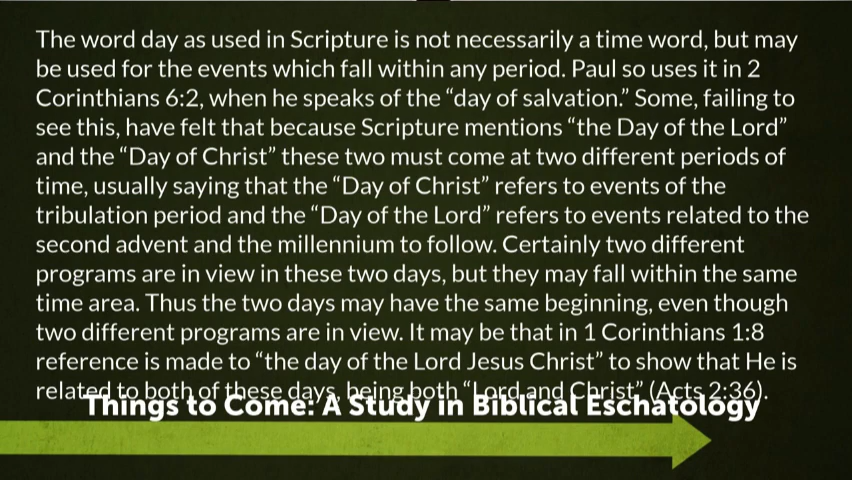 The word day as used in Scripture is not necessarily a time word, but may
be used for the events which fall within any period. Paul so uses it in 2
Corinthians 6:2, when he speaks of the “day of salvation.” Some, failing to
see this, have felt that because Scripture mentions “the Day of the Lord”
and the “Day of Christ” these two must come at two different periods of
time, usually saying that the “Day of Christ” refers to events of the
tribulation period and the “Day of the Lord” refers to events related to the
second advent and the millennium to follow. Certainly two different
programs are in view in these two days, but they may fall within the same
time area. Thus the two days may have the same beginning, even though
two different programs are in view. It may be that in 1 Corinthians 1:8
reference is made to “the day of the Lord Jesus Christ” to show that He is
related to both of these days, being both “Lord and Christ” (Acts 2:36).
Things to Come: A Study in Biblical Eschatology